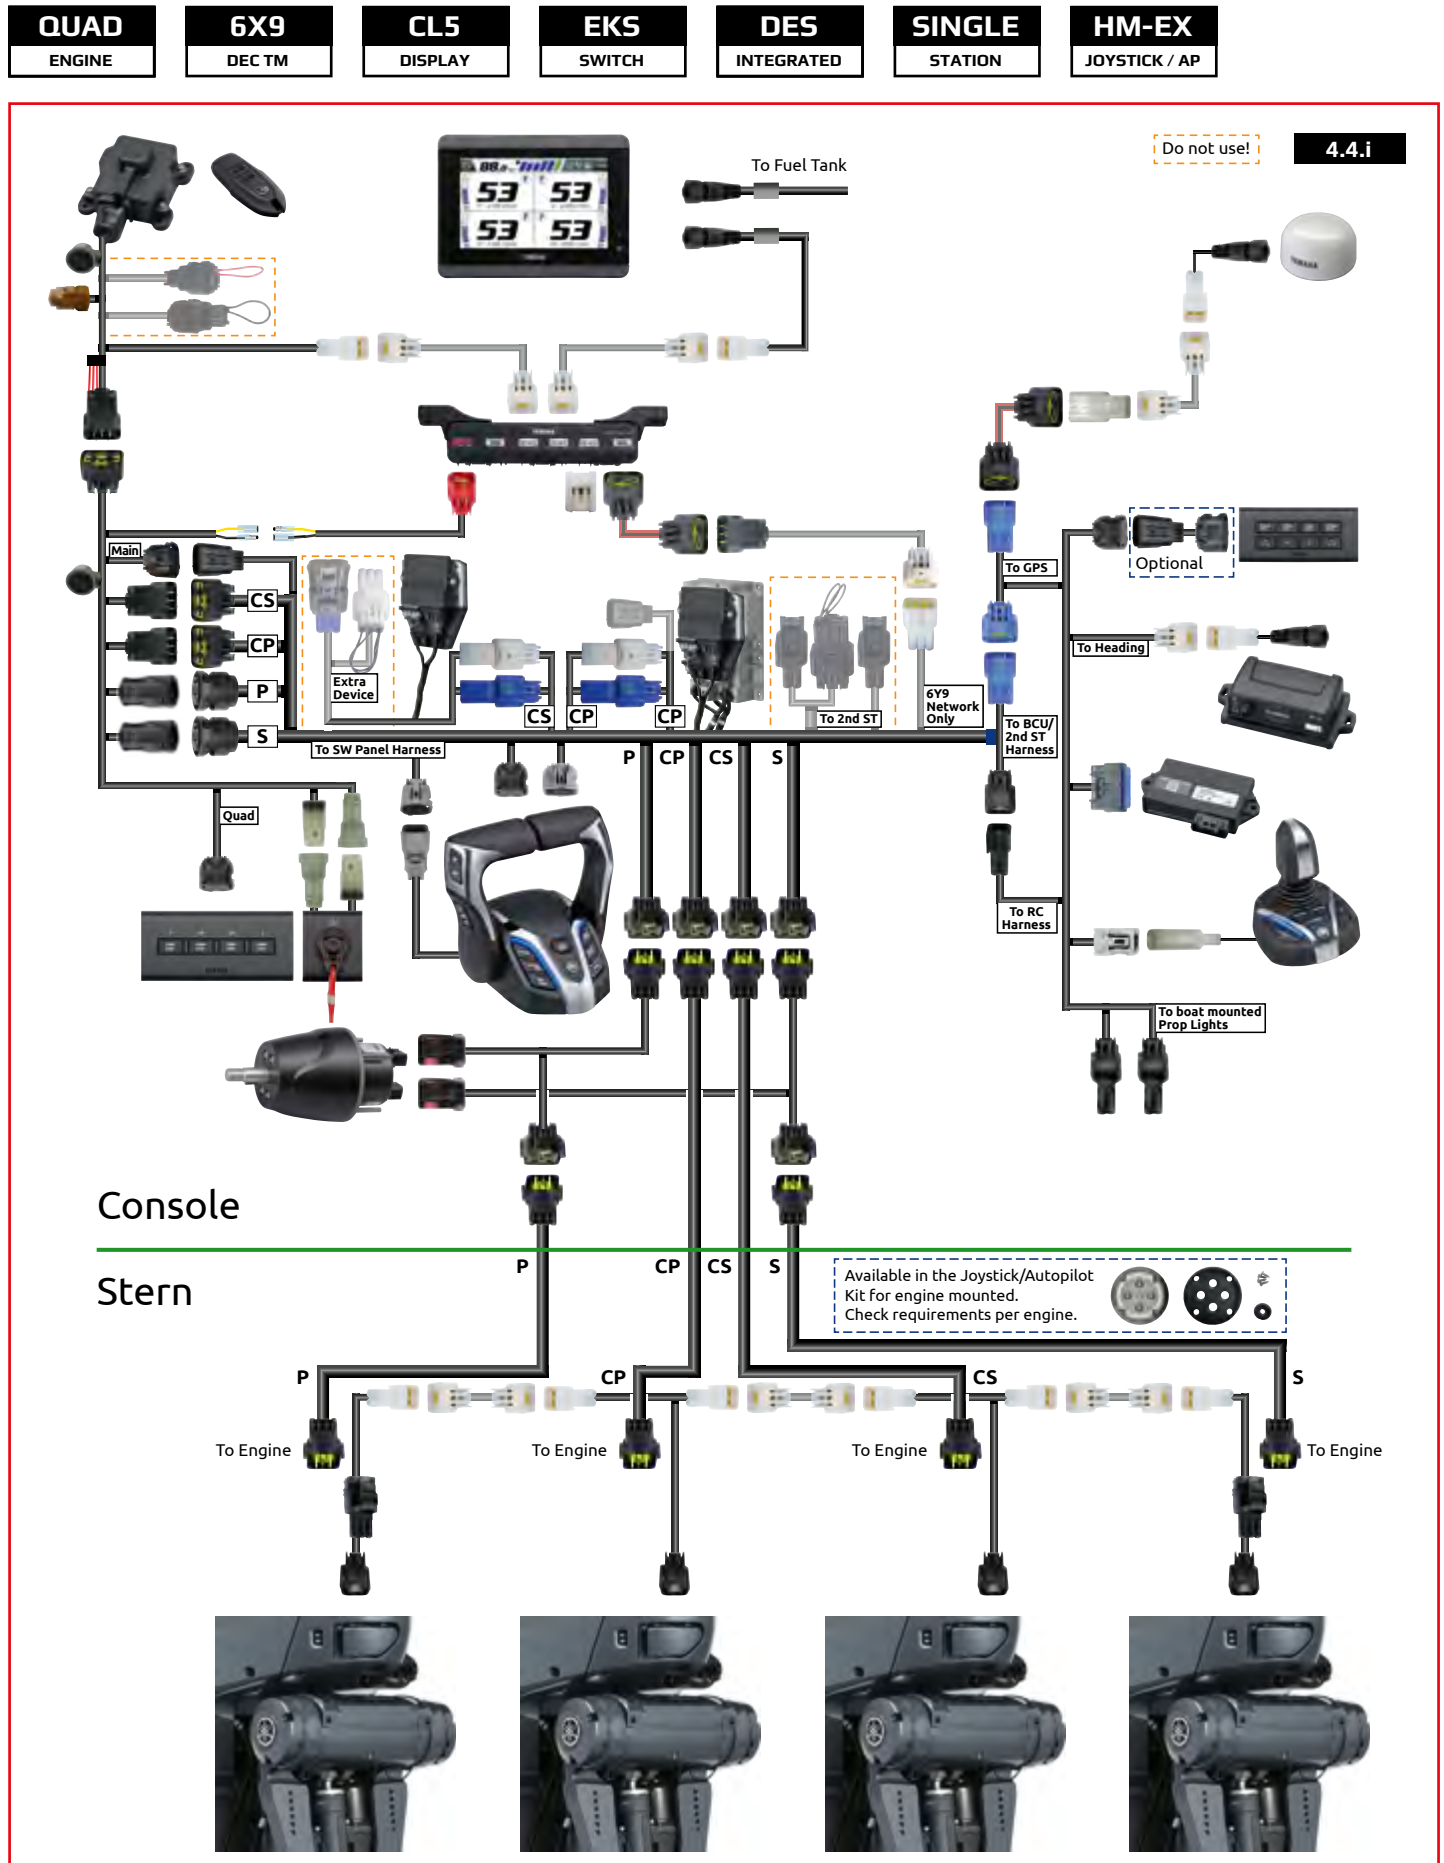 QUAD
ENGINE
6X9
DEC TM
CL5
DISPLAY
EKS
SWITCH
DES
INTEGRATED
SINGLE
STATION
HM-EX
JOYSTICK / AP
Do not use!
4.4.i
To Fuel Tank
53
53
53
53
YAMAHA
Main
CS
CP
P
S
Extra
Device
To SW Panel Harness
CS
CP
CP
To 2nd ST
6Y9
Network
Only
To GPS
Optional
To Heading
To BCU/
2nd ST
Harness
P
CP
CS
S
Quad
To RC
Harness
To boat mounted
Prop Lights
Console
Stern
P
CP
CS
S
Available in the Joystick/Autopilot
Kit for engine mounted.
Check requirements per engine.
P
CP
CS
S
To Engine
To Engine
To Engine
To Engine